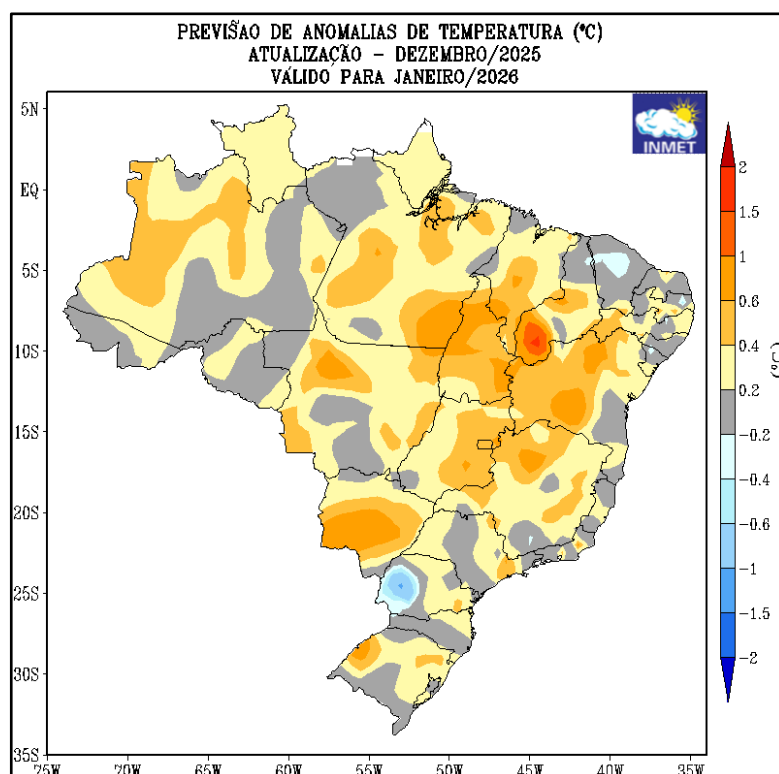 PREVISÃO DE ANOMALIAS DE TEMPERATURA (°C)
ATUALIZAÇÃO – DEZEMBRO/2025
VÁLIDO PARA JANEIRO/2026
INMET
5N
EQ
5S
10S
15S
20S
25S
30S
35S
75W 70W 65W 60W 55W 50W 45W 40W 35W
2
1.5
1
0.6
0.4
0.2
−0.2
−0.4
−0.6
−1
−1.5
−2
(°C)